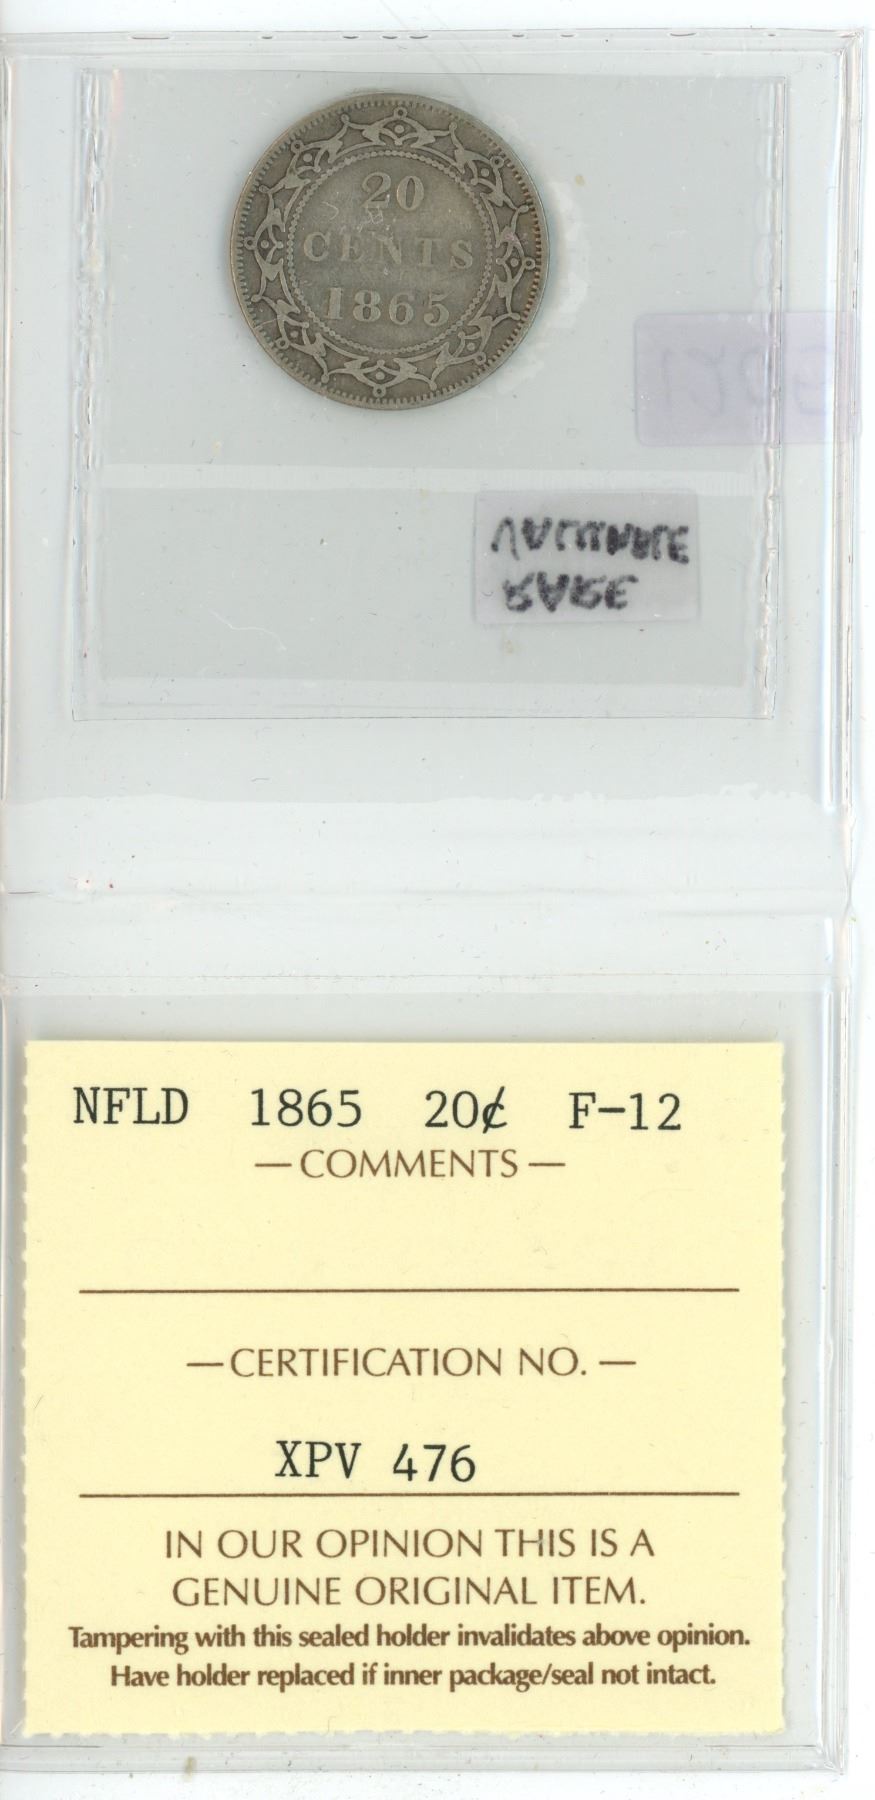 20
CENTS
1865
RARE
NFLD 1865 20¢ F-12
— COMMENTS —
— CERTIFICATION NO. —
XPV 476
IN OUR OPINION THIS IS A
GENUINE ORIGINAL ITEM.
Tampering with this sealed holder invalidates above opinion.
Have holder replaced if inner package/seal not intact.